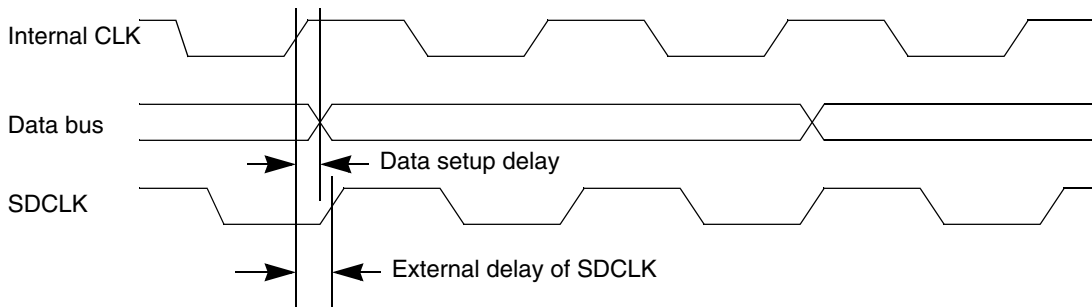 Internal CLK
Data bus
Data setup delay
SDCLK
External delay of SDCLK